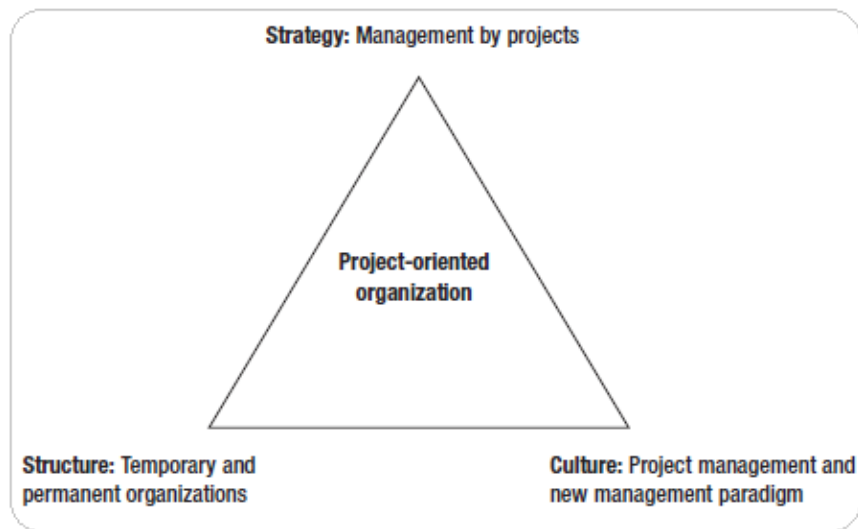 Strategy: Management by projects
Project-oriented
organization
Structure: Temporary and
permanent organizations
Culture: Project management and
new management paradigm